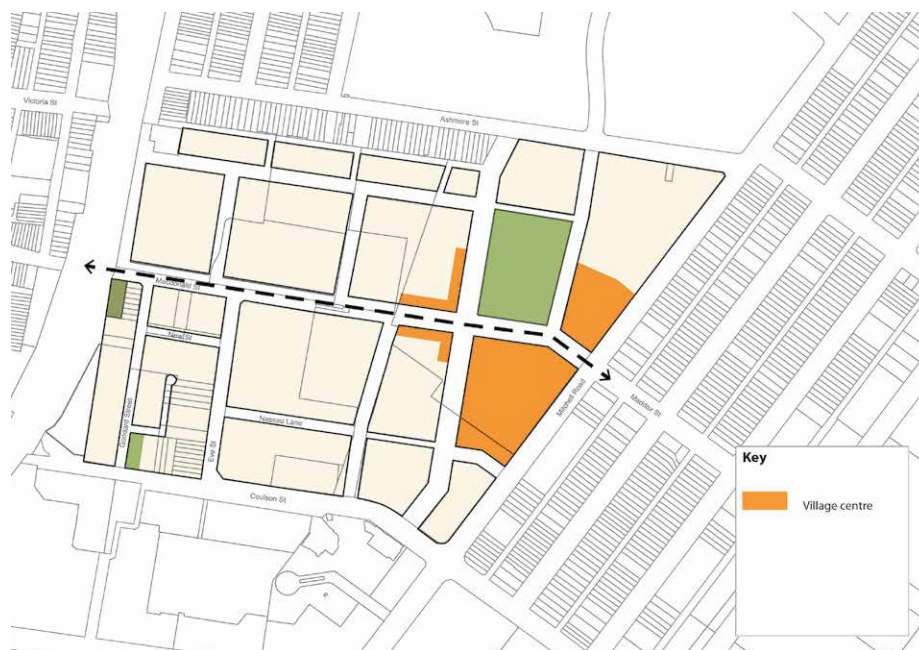 Victoria St
Ashmore St
Macdonald St
Neal St
Goddard Street
Eve St
Nassau Lane
Coulson St
Mitchell Road
Maddox St
Key
Village centre